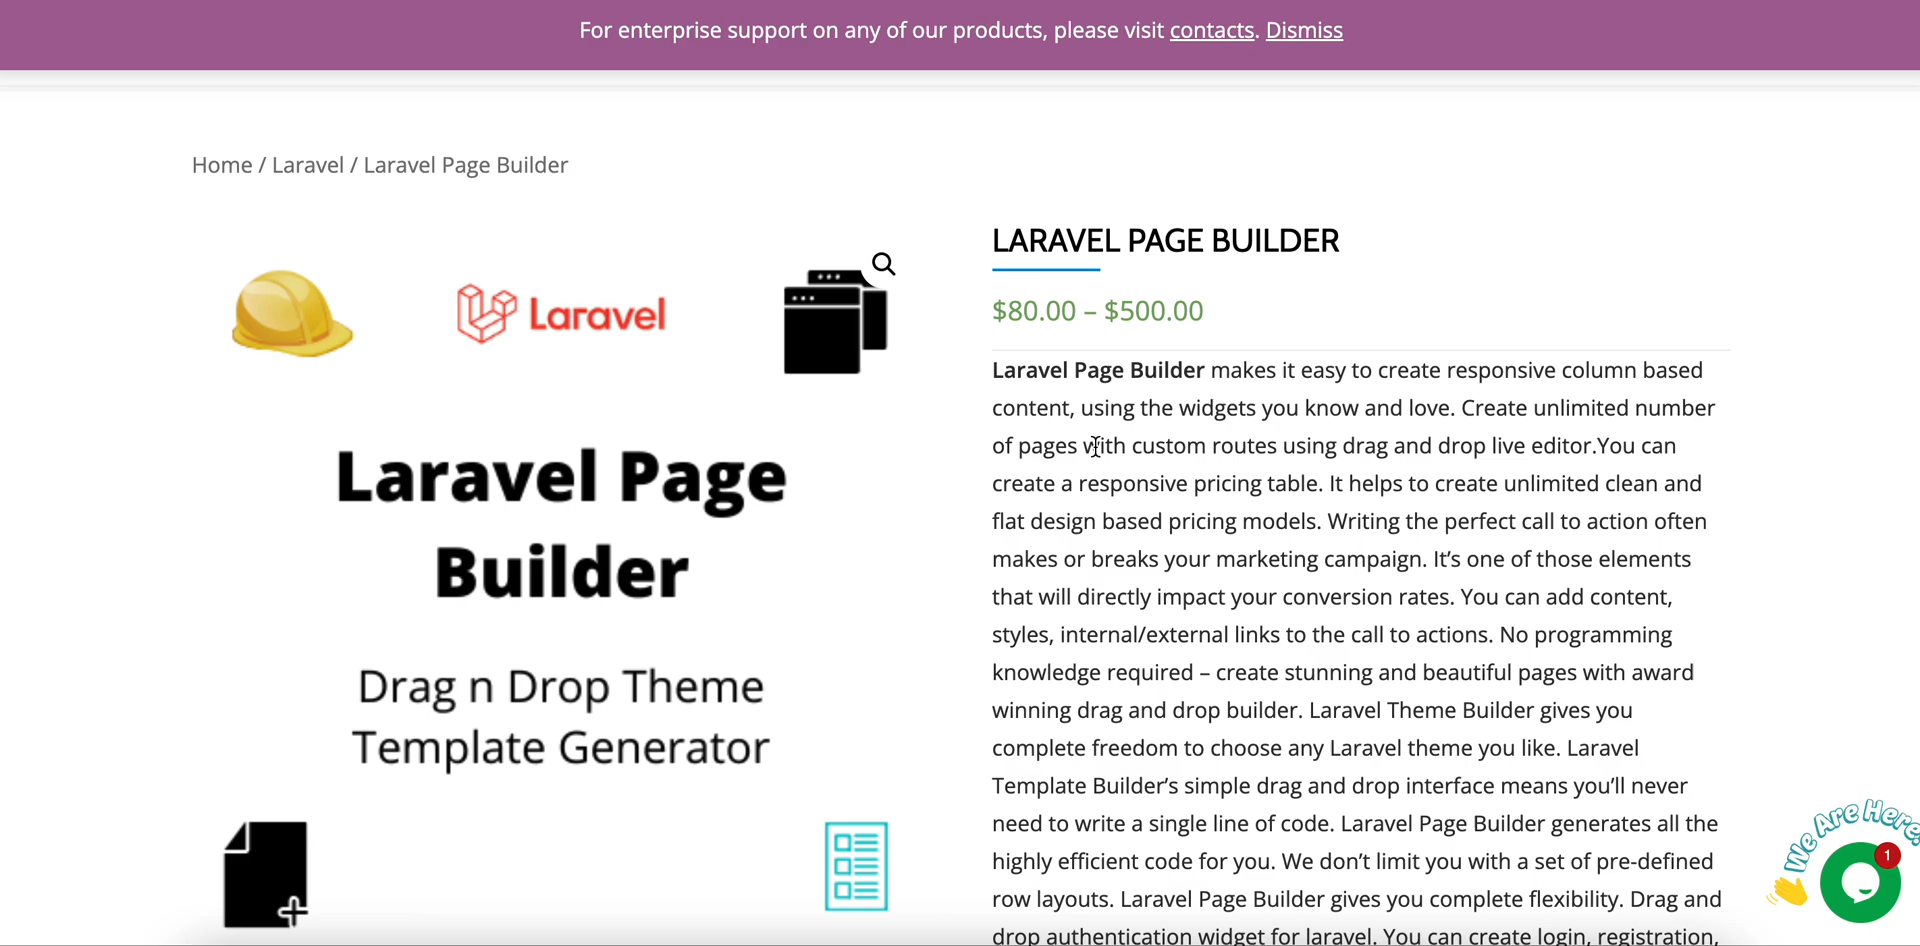 For enterprise support on any of our products, please visit contacts. Dismiss
Home / Laravel / Laravel Page Builder
Laravel
Laravel Page
Builder
Drag n Drop Theme
Template Generator
LARAVEL PAGE BUILDER
$80.00 – $500.00
Laravel Page Builder makes it easy to create responsive column based
content, using the widgets you know and love. Create unlimited number
of pages with custom routes using drag and drop live editor.You can
create a responsive pricing table. It helps to create unlimited clean and
flat design based pricing models. Writing the perfect call to action often
makes or breaks your marketing campaign. It’s one of those elements
that will directly impact your conversion rates. You can add content,
styles, internal/external links to the call to actions. No programming
knowledge required – create stunning and beautiful pages with award
winning drag and drop builder. Laravel Theme Builder gives you
complete freedom to choose any Laravel theme you like. Laravel
Template Builder’s simple drag and drop interface means you’ll never
need to write a single line of code. Laravel Page Builder generates all the
highly efficient code for you. We don’t limit you with a set of pre-defined
row layouts. Laravel Page Builder gives you complete flexibility. Drag and
drop authentication widget for laravel. You can create login, registration,
We Are Here!
1